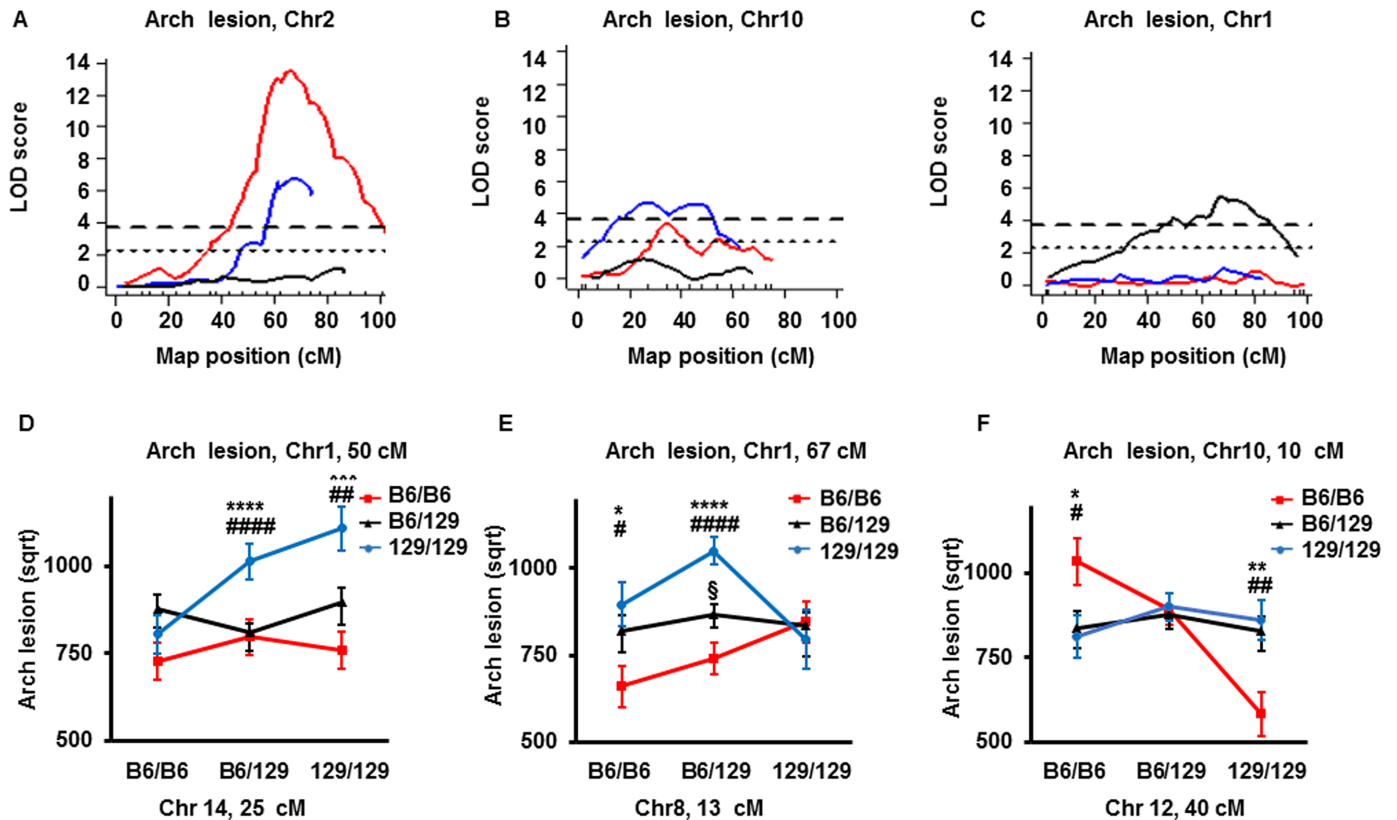 A Arch lesion, Chr2
LOD score
14
12
10
8
6
4
2
0
0 20 40 60 80 100
Map position (cM)
B Arch lesion, Chr10
LOD score
14
12
10
8
6
4
2
0
0 20 40 60 80 100
Map position (cM)
C Arch lesion, Chr1
LOD score
14
12
10
8
6
4
2
0
0 20 40 60 80 100
Map position (cM)
D
Arch lesion, Chr1, 50 cM
Arch lesion (sqrt)
1000
750
500
****
####
##
B6/B6
B6/129
129/129
B6/B6 B6/129 129/129
Chr 14, 25 cM
E
Arch lesion, Chr1, 67 cM
Arch lesion (sqrt)
1000
750
500
*
#
****
####
§
B6/B6
B6/129
129/129
B6/B6 B6/129 129/129
Chr8, 13 cM
F
Arch lesion, Chr10, 10 cM
Arch lesion (sqrt)
1000
750
500
*
#
**
##
B6/B6
B6/129
129/129
B6/B6 B6/129 129/129
Chr 12, 40 cM